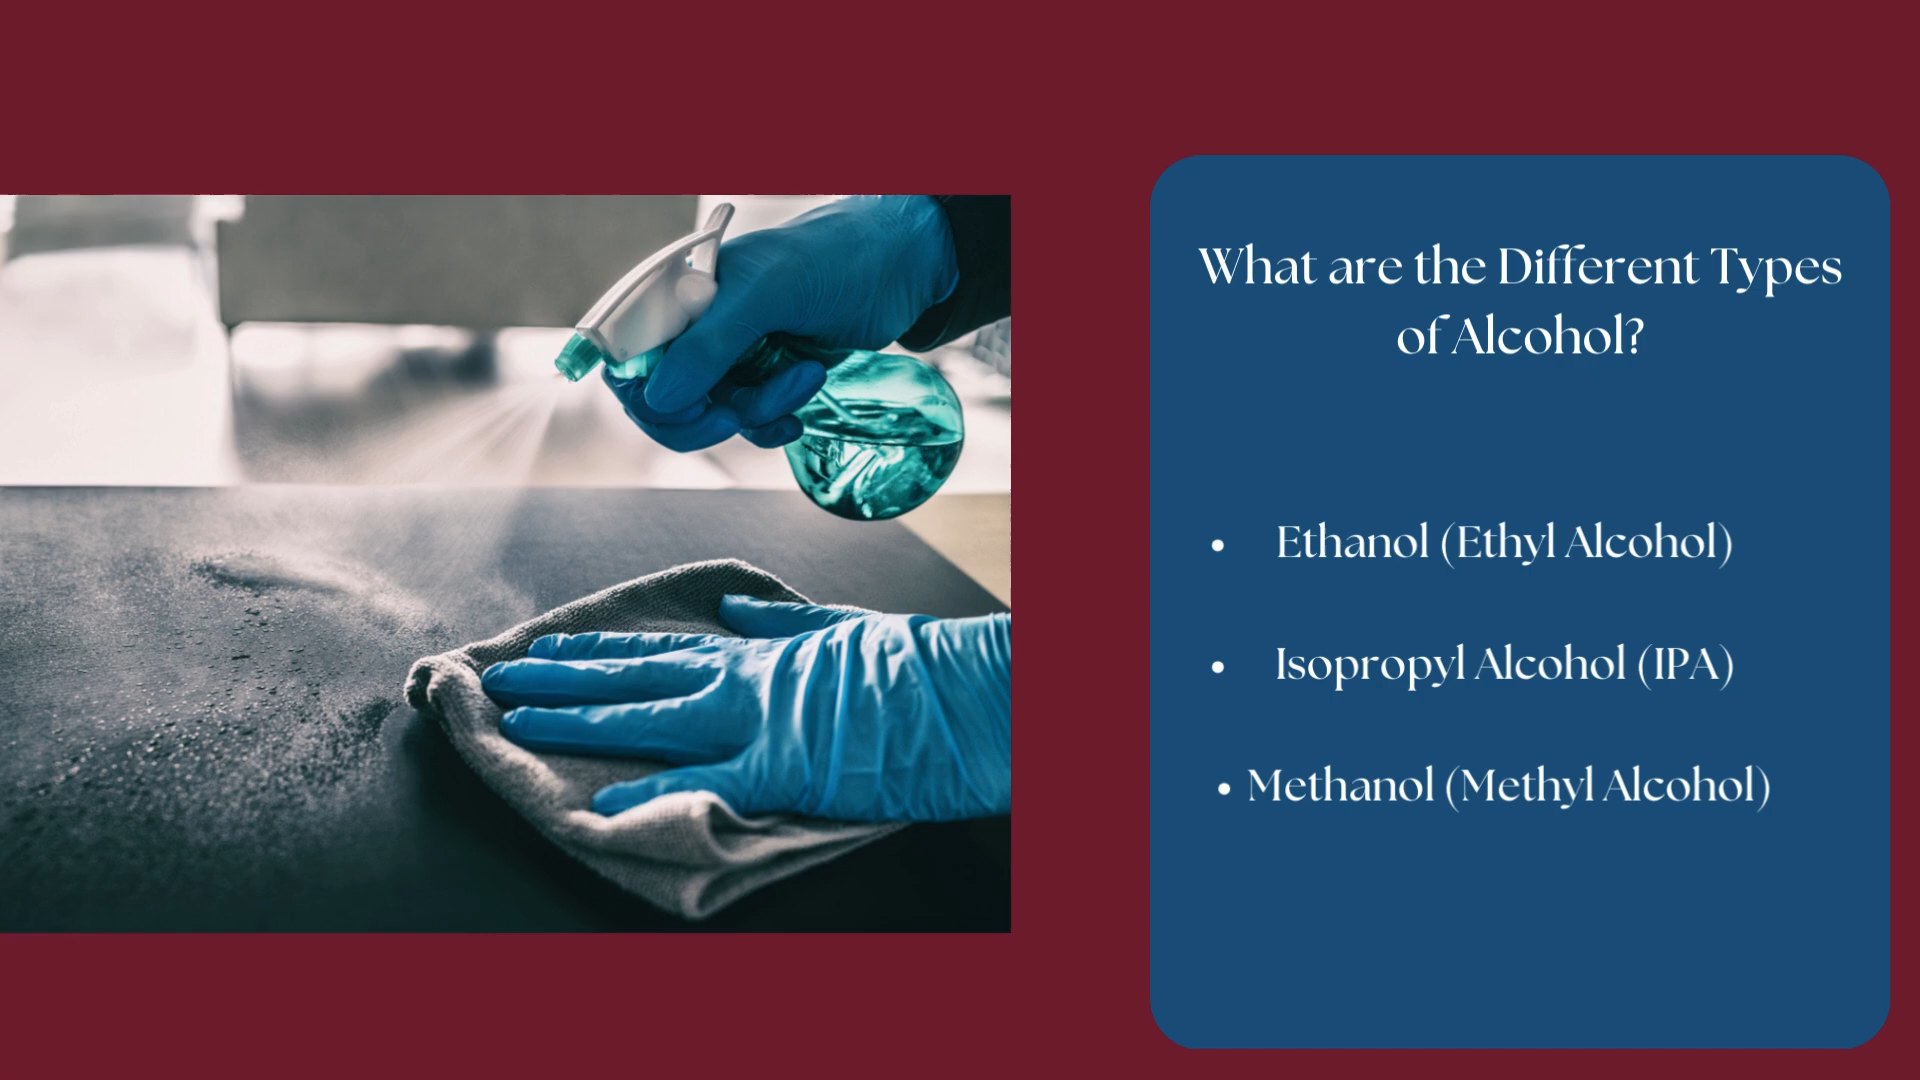 What are the Different Types
of Alcohol?
• Ethanol (Ethyl Alcohol)
• Isopropyl Alcohol (IPA)
• Methanol (Methyl Alcohol)